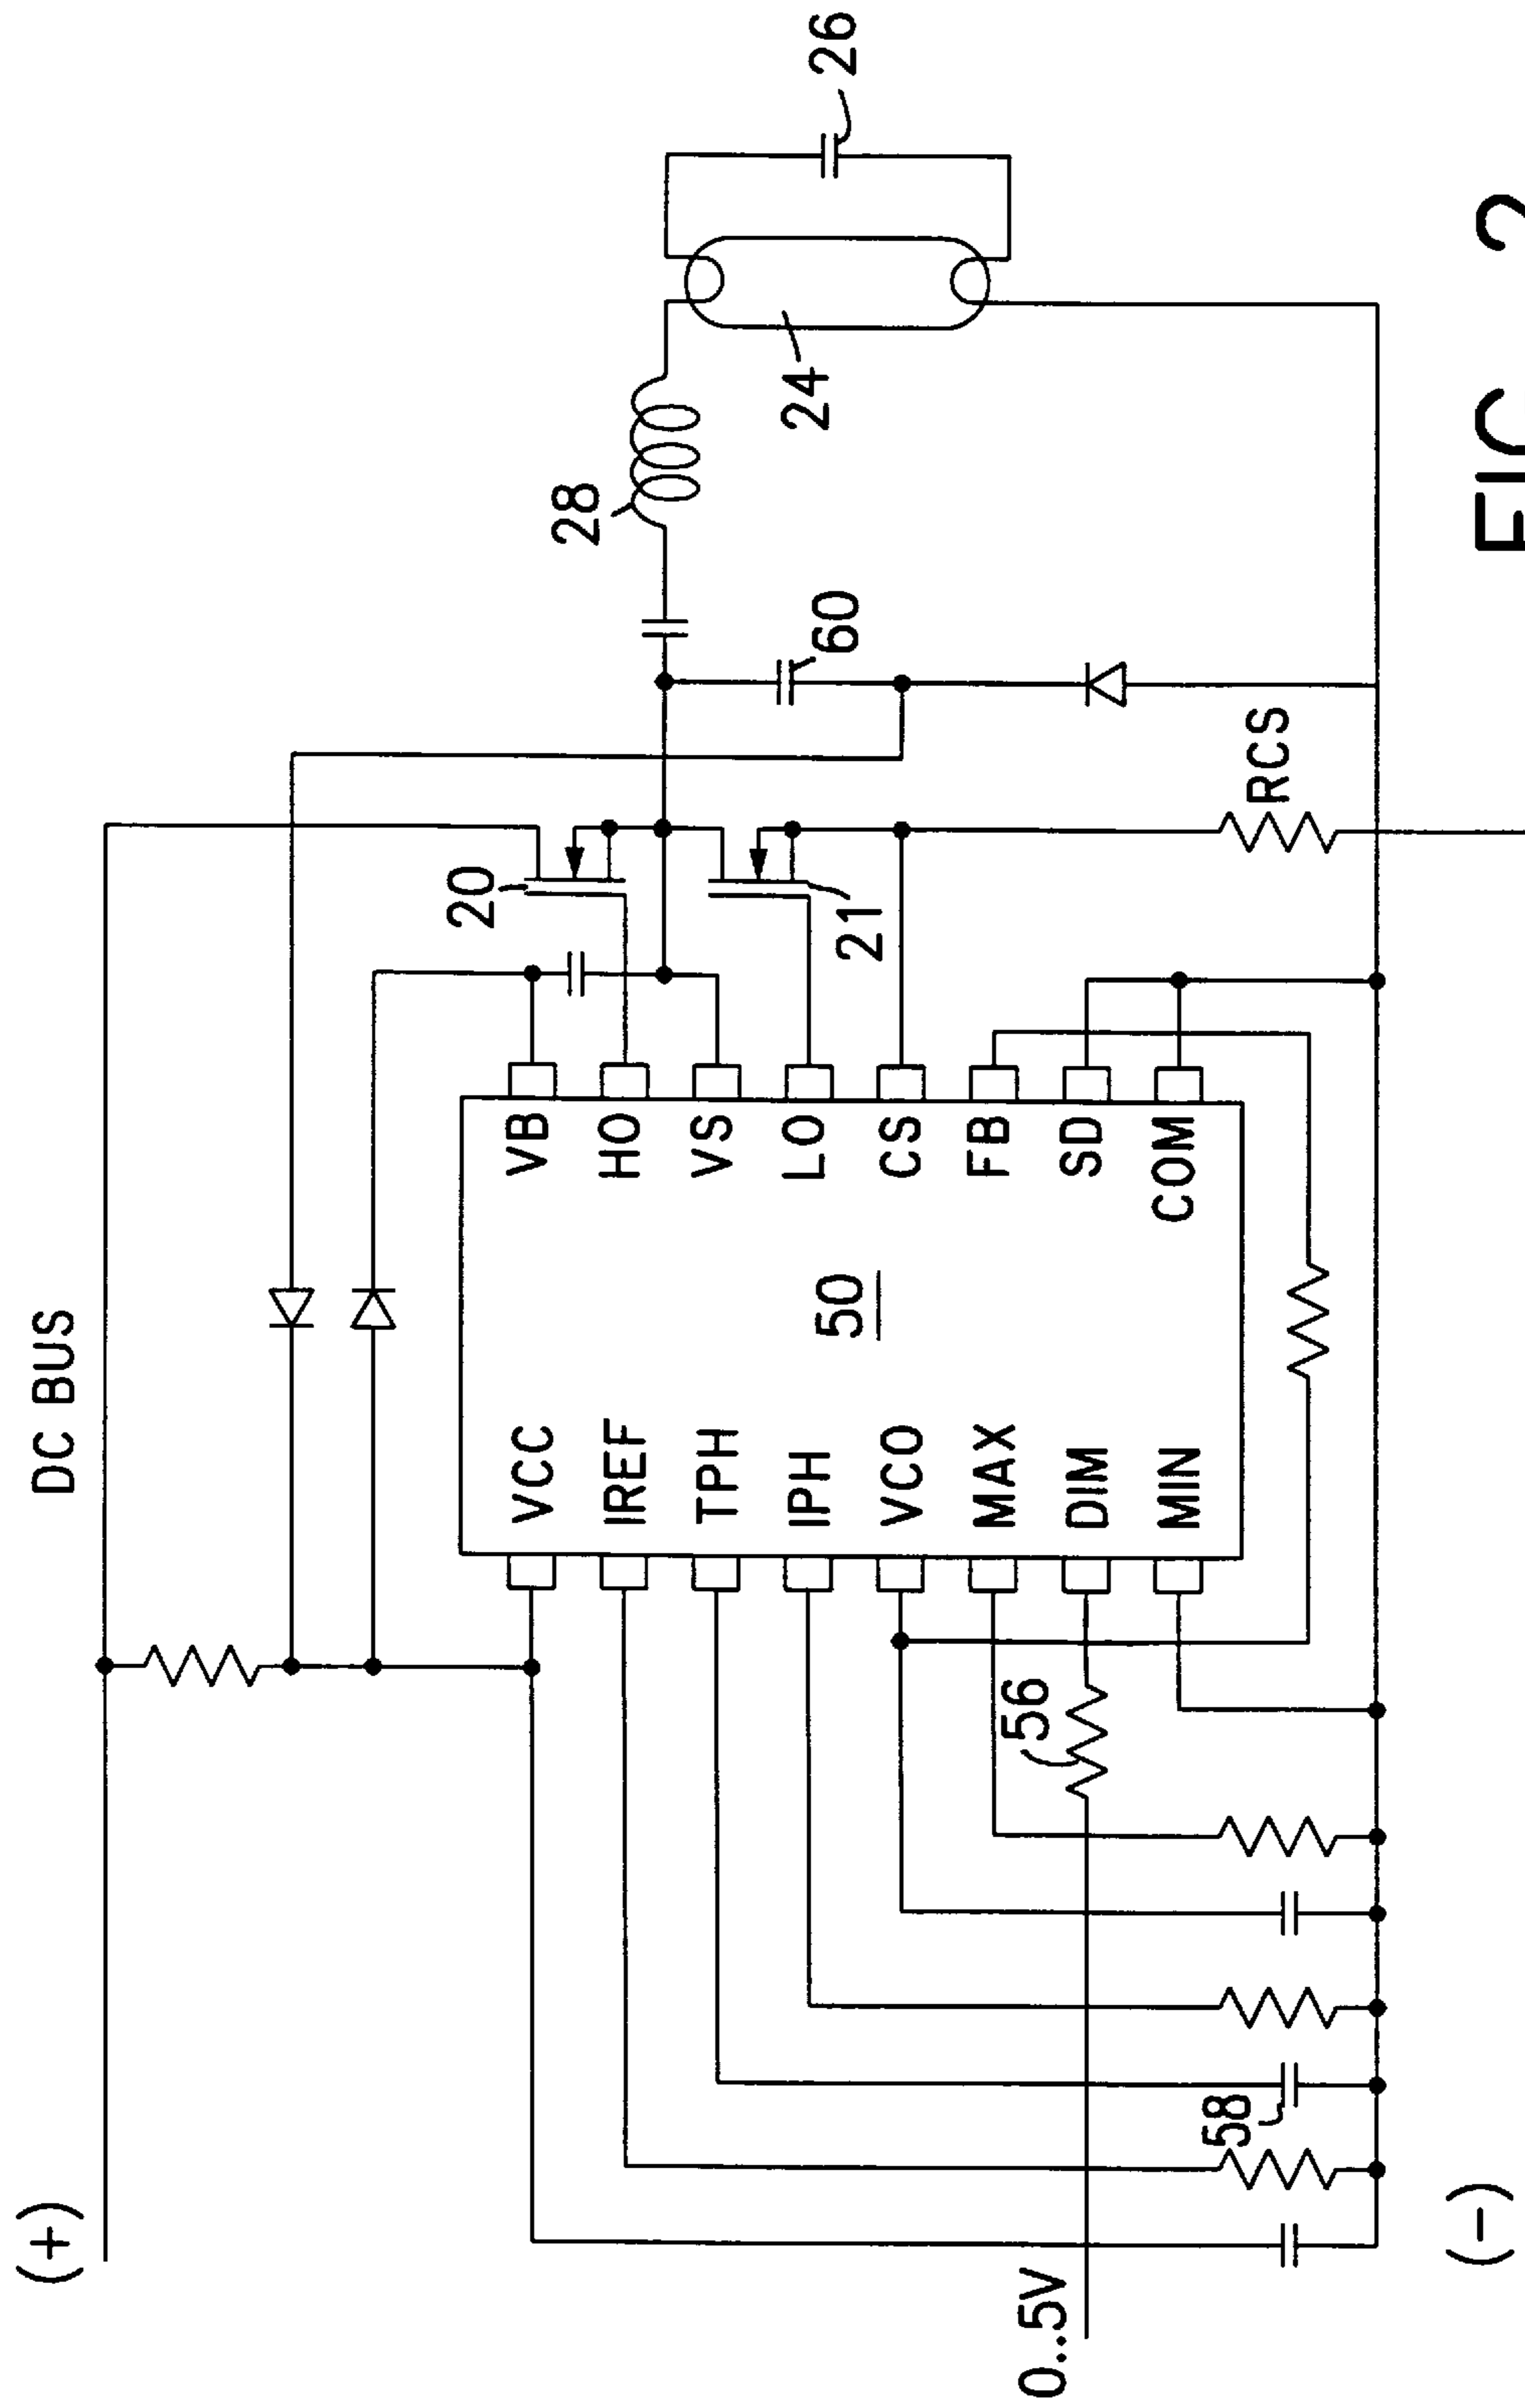 (+)
DC BUS
VCC
IREF
TPH
IPH
VCO
MAX
DIM
MIN
50
VB
HO
VS
LO
CS
FB
SD
COM
20
21
28
24
26
60
RCS
56
58
0..5V
(-)